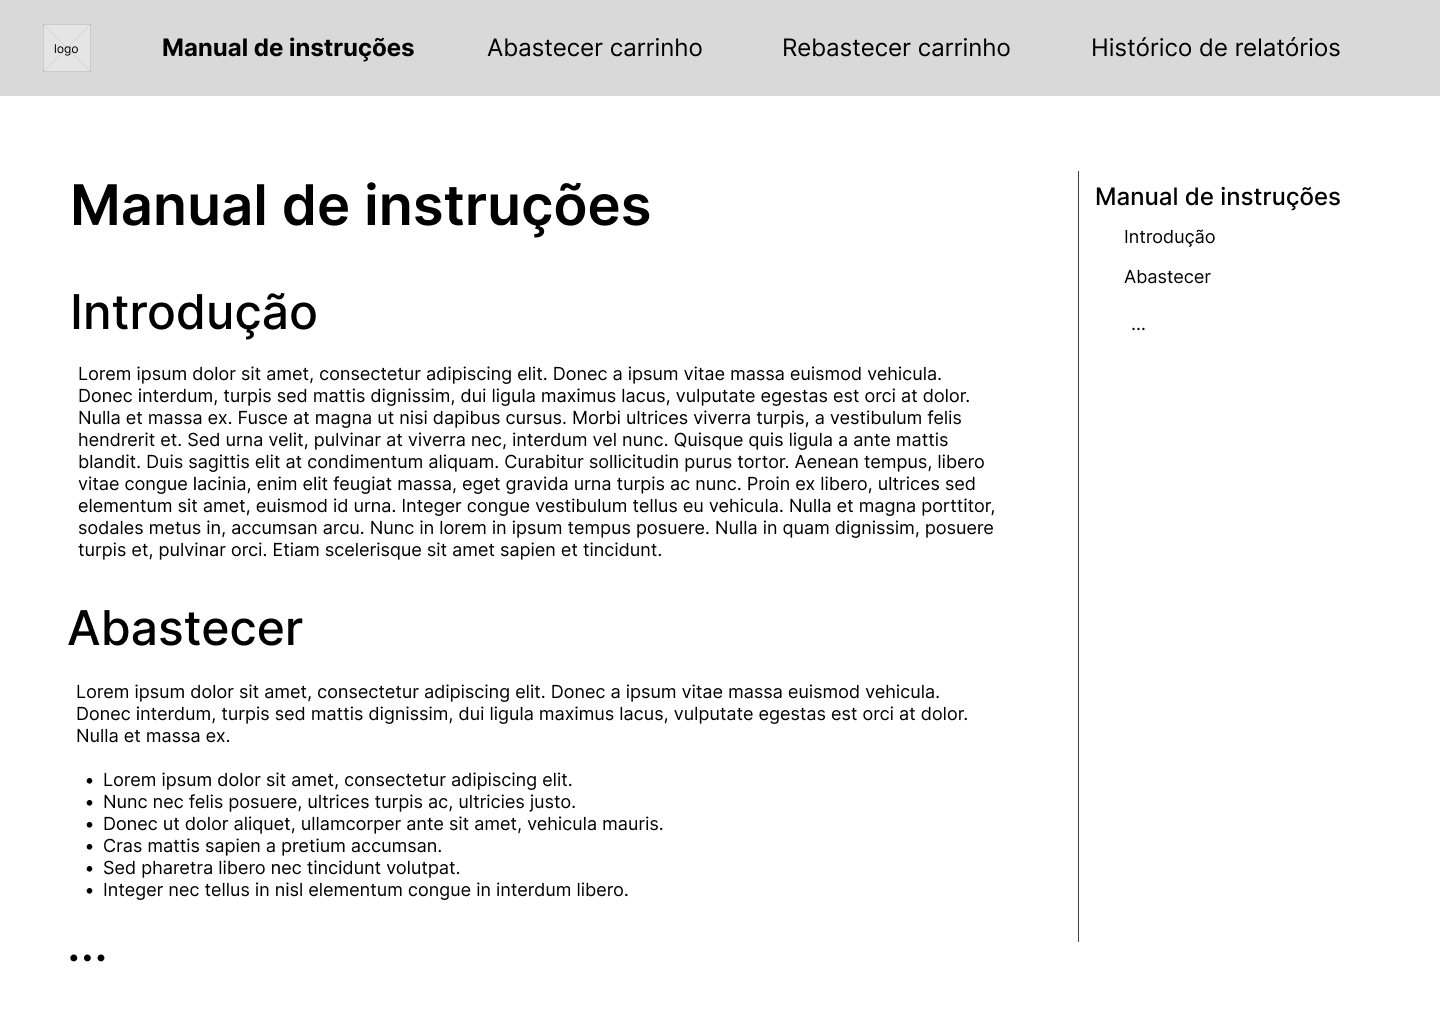 logo
Manual de instruções
Abastecer carrinho
Rebastecer carrinho
Histórico de relatórios
Manual de instruções
Introdução
Lorem ipsum dolor sit amet, consectetur adipiscing elit. Donec a ipsum vitae massa euismod vehicula.
Donec interdum, turpis sed mattis dignissim, dui ligula maximus lacus, vulputate egestas est orci at dolor.
Nulla et massa ex. Fusce at magna ut nisi dapibus cursus. Morbi ultrices viverra turpis, a vestibulum felis
hendrerit et. Sed urna velit, pulvinar at viverra nec, interdum vel nunc. Quisque quis ligula a ante mattis
blandit. Duis sagittis elit at condimentum aliquam. Curabitur sollicitudin purus tortor. Aenean tempus, libero
vitae congue lacinia, enim elit feugiat massa, eget gravida urna turpis ac nunc. Proin ex libero, ultrices sed
elementum sit amet, euismod id urna. Integer congue vestibulum tellus eu vehicula. Nulla et magna porttitor,
sodales metus in, accumsan arcu. Nunc in lorem in ipsum tempus posuere. Nulla in quam dignissim, posuere
turpis et, pulvinar orci. Etiam scelerisque sit amet sapien et tincidunt.
Abastecer
Lorem ipsum dolor sit amet, consectetur adipiscing elit. Donec a ipsum vitae massa euismod vehicula.
Donec interdum, turpis sed mattis dignissim, dui ligula maximus lacus, vulputate egestas est orci at dolor.
Nulla et massa ex.
• Lorem ipsum dolor sit amet, consectetur adipiscing elit.
• Nunc nec felis posuere, ultrices turpis ac, ultricies justo.
• Donec ut dolor aliquet, ullamcorper ante sit amet, vehicula mauris.
• Cras mattis sapien a pretium accumsan.
• Sed pharetra libero nec tincidunt volutpat.
• Integer nec tellus in nisl elementum congue in interdum libero.
...
Manual de instruções
Introdução
Abastecer
...